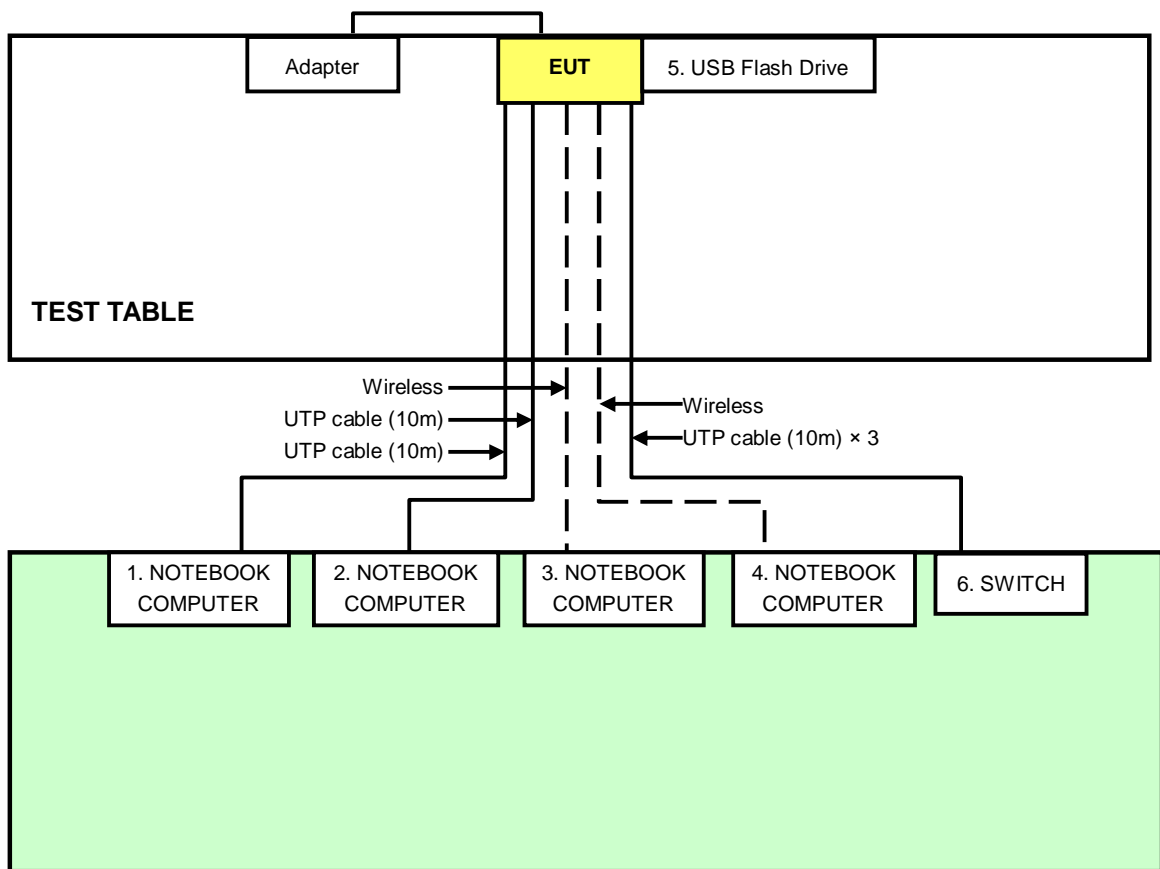 Adapter
EUT
5. USB Flash Drive
TEST TABLE
Wireless
UTP cable (10m)
UTP cable (10m)
Wireless
UTP cable (10m) × 3
1. NOTEBOOK
COMPUTER
2. NOTEBOOK
COMPUTER
3. NOTEBOOK
COMPUTER
4. NOTEBOOK
COMPUTER
6. SWITCH